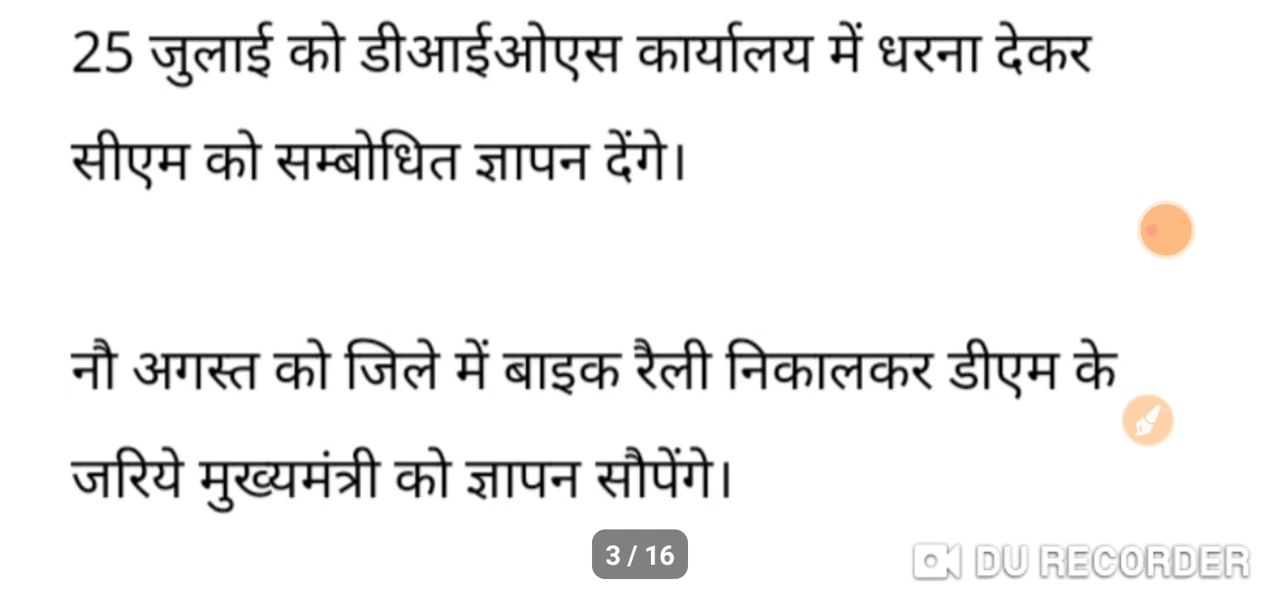 25 जुलाई को डीआईओएस कार्यालय में धरना देकर
सीएम को सम्बोधित ज्ञापन देंगे।
नौ अगस्त को जिले में बाइक रैली निकालकर डीएम के
जरिये मुख्यमंत्री को ज्ञापन सौपेंगे।
3 / 16
DU RECORDER